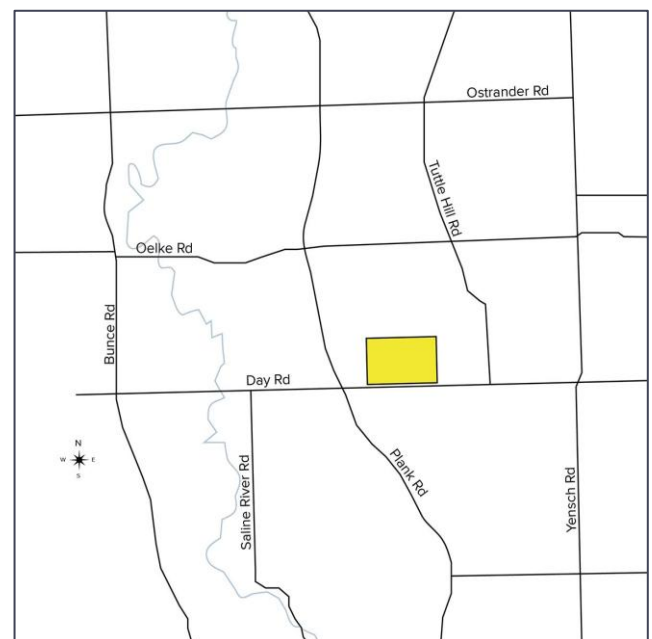 Ostrander Rd
Tuttle Hill Rd
Oelke Rd
Bunce Rd
Day Rd
N
W E
S
Saline River Rd
Plank Rd
Yensch Rd